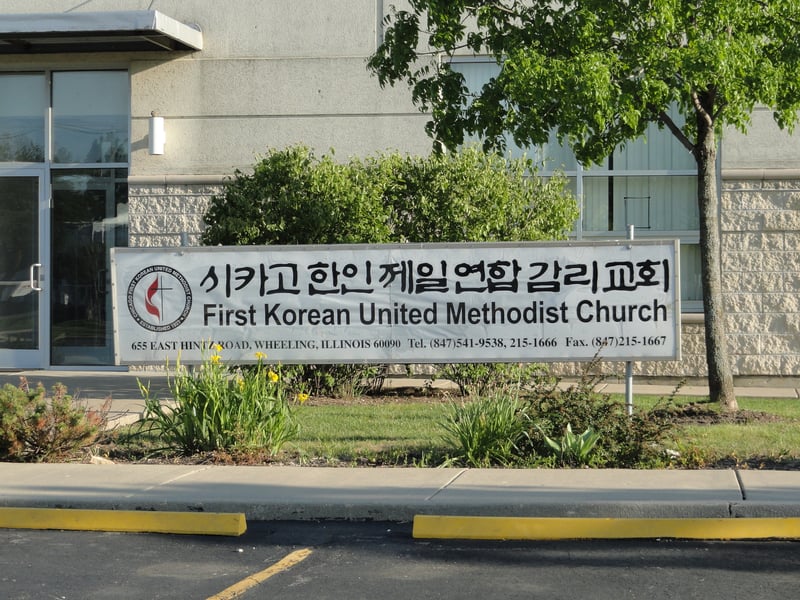 시카고 한인 제일 연합 감리 교회
First Korean United Methodist Church
655 EAST HINTZ ROAD, WHEELING, ILLINOIS 60090 Tel. (847)541-9538, 215-1666 Fax. (847)215-1667